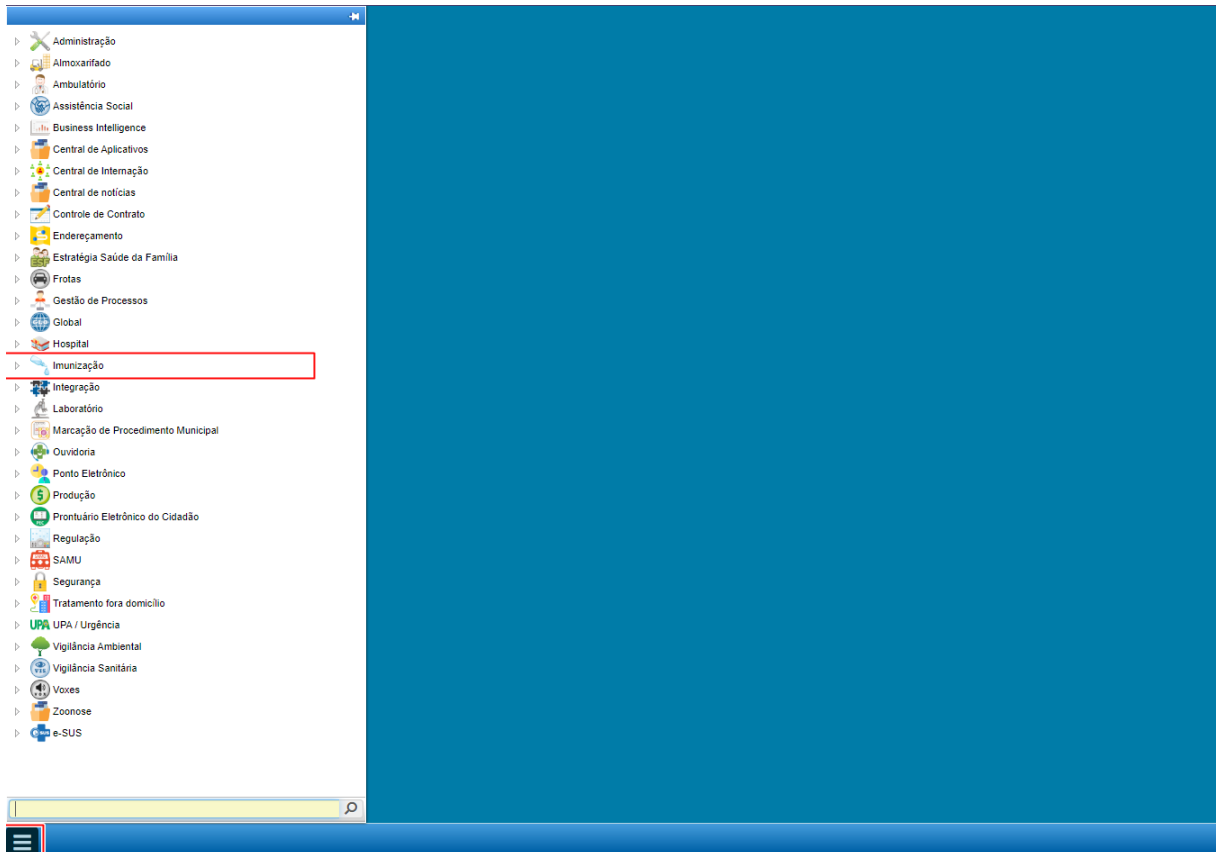 Administração
Almoxarifado
Ambulatório
Assistência Social
Business Intelligence
Central de Aplicativos
Central de Internação
Central de notícias
Controle de Contrato
Endereçamento
Estratégia Saúde da Família
Frotas
Gestão de Processos
Global
Hospital
Imunização
Integração
Laboratório
Marcação de Procedimento Municipal
Ouvidoria
Ponto Eletrônico
Produção
Prontuário Eletrônico do Cidadão
Regulação
SAMU
Segurança
Tratamento fora domicílio
UPA UPA / Urgência
Vigilância Ambiental
Vigilância Sanitária
Voxes
Zoonose
e-SUS